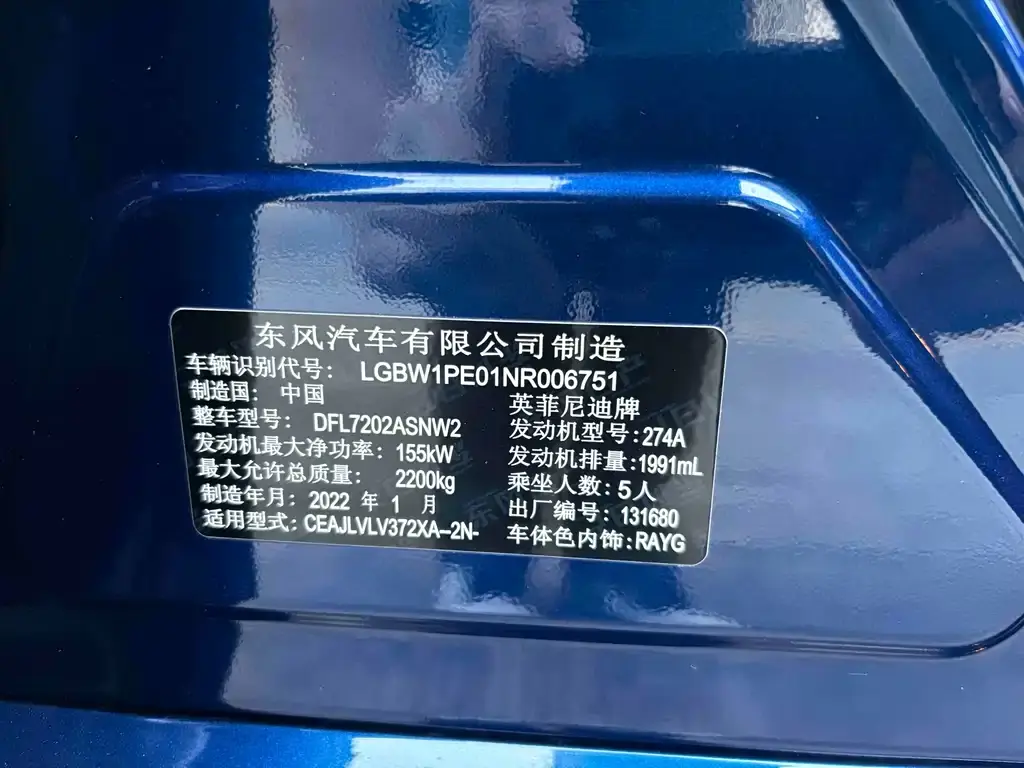 东风汽车有限公司制造
车辆识别代号: LGBW1PE01NR006751
制造国: 中国 英菲尼迪牌
整车型号: DFL7202ASNW2 发动机型号:274A
发动机最大净功率: 155kW 发动机排量:1991mL
最大允许总质量: 2200kg 乘坐人数:5人
制造年月: 2022 年 1 月 出厂编号: 131680
适用型式: CEAJLVLV372XA-2N- 车体色内饰:RAYG